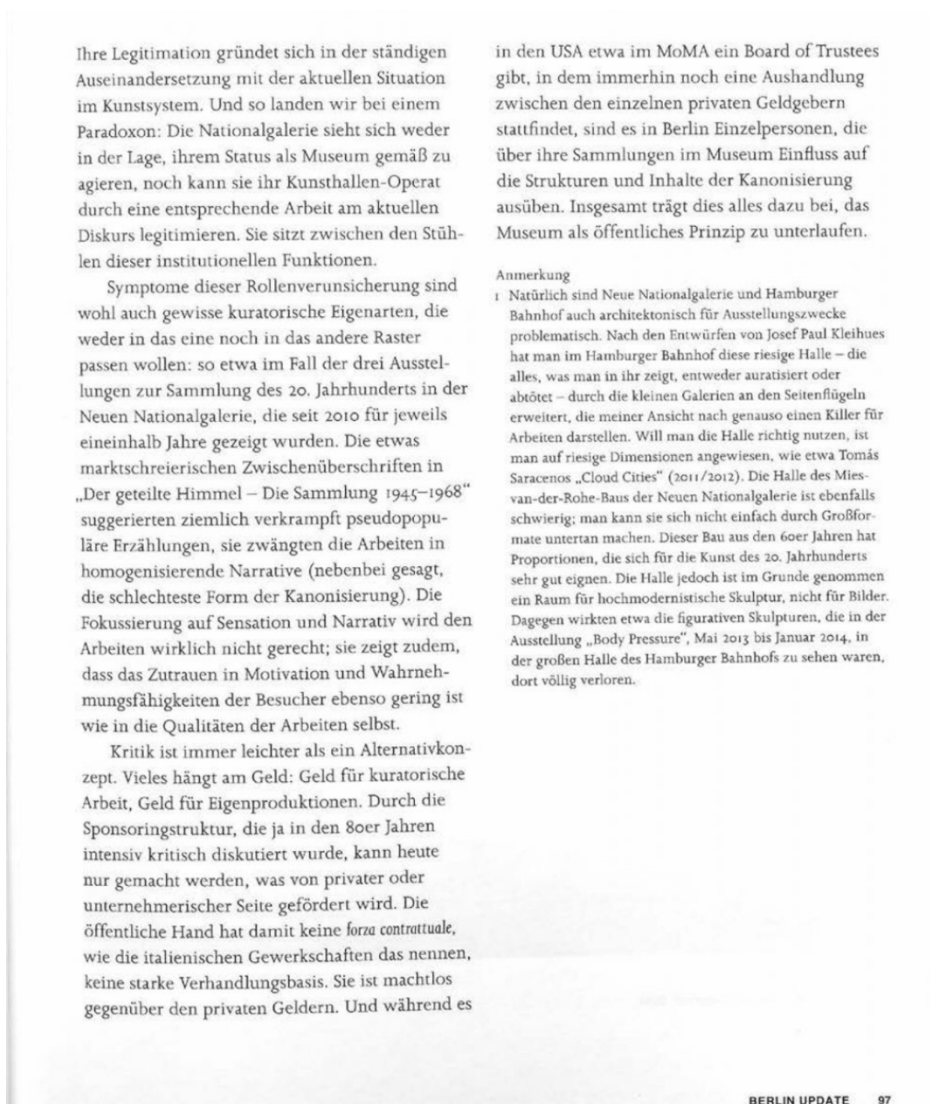 Ihre Legitimation gründet sich in der ständigen
Auseinandersetzung mit der aktuellen Situation
im Kunstsystem. Und so landen wir bei einem
Paradoxon: Die Nationalgalerie sieht sich weder
in der Lage, ihrem Status als Museum gemäß zu
agieren, noch kann sie ihr Kunsthallen-Operat
durch eine entsprechende Arbeit am aktuellen
Diskurs legitimieren. Sie sitzt zwischen den Stüh-
len dieser institutionellen Funktionen.
Symptome dieser Rollenverunsicherung sind
wohl auch gewisse kuratorische Eigenarten, die
weder in das eine noch in das andere Raster
passen wollen: so etwa im Fall der drei Ausstel-
lungen zur Sammlung des 20. Jahrhunderts in der
Neuen Nationalgalerie, die seit 2010 für jeweils
eineinhalb Jahre gezeigt wurden. Die etwas
marktschreierischen Zwischenüberschriften in
„Der geteilte Himmel – Die Sammlung 1945–1968“
suggerierten ziemlich verkrampft pseudopopu-
läre Erzählungen, sie zwängten die Arbeiten in
homogenisierende Narrative (nebenbei gesagt,
die schlechteste Form der Kanonisierung). Die
Fokussierung auf Sensation und Narrativ wird den
Arbeiten wirklich nicht gerecht; sie zeigt zudem,
dass das Zutrauen in Motivation und Wahrneh-
mungsfähigkeiten der Besucher ebenso gering ist
wie in die Qualitäten der Arbeiten selbst.
Kritik ist immer leichter als ein Alternativkon-
zept. Vieles hängt am Geld: Geld für kuratorische
Arbeit, Geld für Eigenproduktionen. Durch die
Sponsoringstruktur, die ja in den 80er Jahren
intensiv kritisch diskutiert wurde, kann heute
nur gemacht werden, was von privater oder
unternehmerischer Seite gefördert wird. Die
öffentliche Hand hat damit keine forza contrattuale,
wie die italienischen Gewerkschaften das nennen,
keine starke Verhandlungsbasis. Sie ist machtlos
gegenüber den privaten Geldern. Und während es
in den USA etwa im MoMA ein Board of Trustees
gibt, in dem immerhin noch eine Aushandlung
zwischen den einzelnen privaten Geldgebern
stattfindet, sind es in Berlin Einzelpersonen, die
über ihre Sammlungen im Museum Einfluss auf
die Strukturen und Inhalte der Kanonisierung
ausüben. Insgesamt trägt dies alles dazu bei, das
Museum als öffentliches Prinzip zu unterlaufen.
Anmerkung
1 Natürlich sind Neue Nationalgalerie und Hamburger
Bahnhof auch architektonisch für Ausstellungszwecke
problematisch. Nach den Entwürfen von Josef Paul Kleihues
hat man im Hamburger Bahnhof diese riesige Halle – die
alles, was man in ihr zeigt, entweder auratisiert oder
abtötet – durch die kleinen Galerien an den Seitenflügeln
erweitert, die meiner Ansicht nach genauso einen Killer für
Arbeiten darstellen. Will man die Halle richtig nutzen, ist
man auf riesige Dimensionen angewiesen, wie etwa Tomás
Saracenos „Cloud Cities“ (2011/2012). Die Halle des Mies-
van-der-Rohe-Baus der Neuen Nationalgalerie ist ebenfalls
schwierig; man kann sie sich nicht einfach durch Großfor-
mate untertan machen. Dieser Bau aus den 60er Jahren hat
Proportionen, die sich für die Kunst des 20. Jahrhunderts
sehr gut eignen. Die Halle jedoch ist im Grunde genommen
ein Raum für hochmodernistische Skulptur, nicht für Bilder.
Dagegen wirkten etwa die figurativen Skulpturen, die in der
Ausstellung „Body Pressure“, Mai 2013 bis Januar 2014, in
der großen Halle des Hamburger Bahnhofs zu sehen waren,
dort völlig verloren.
BERLIN UPDATE 97